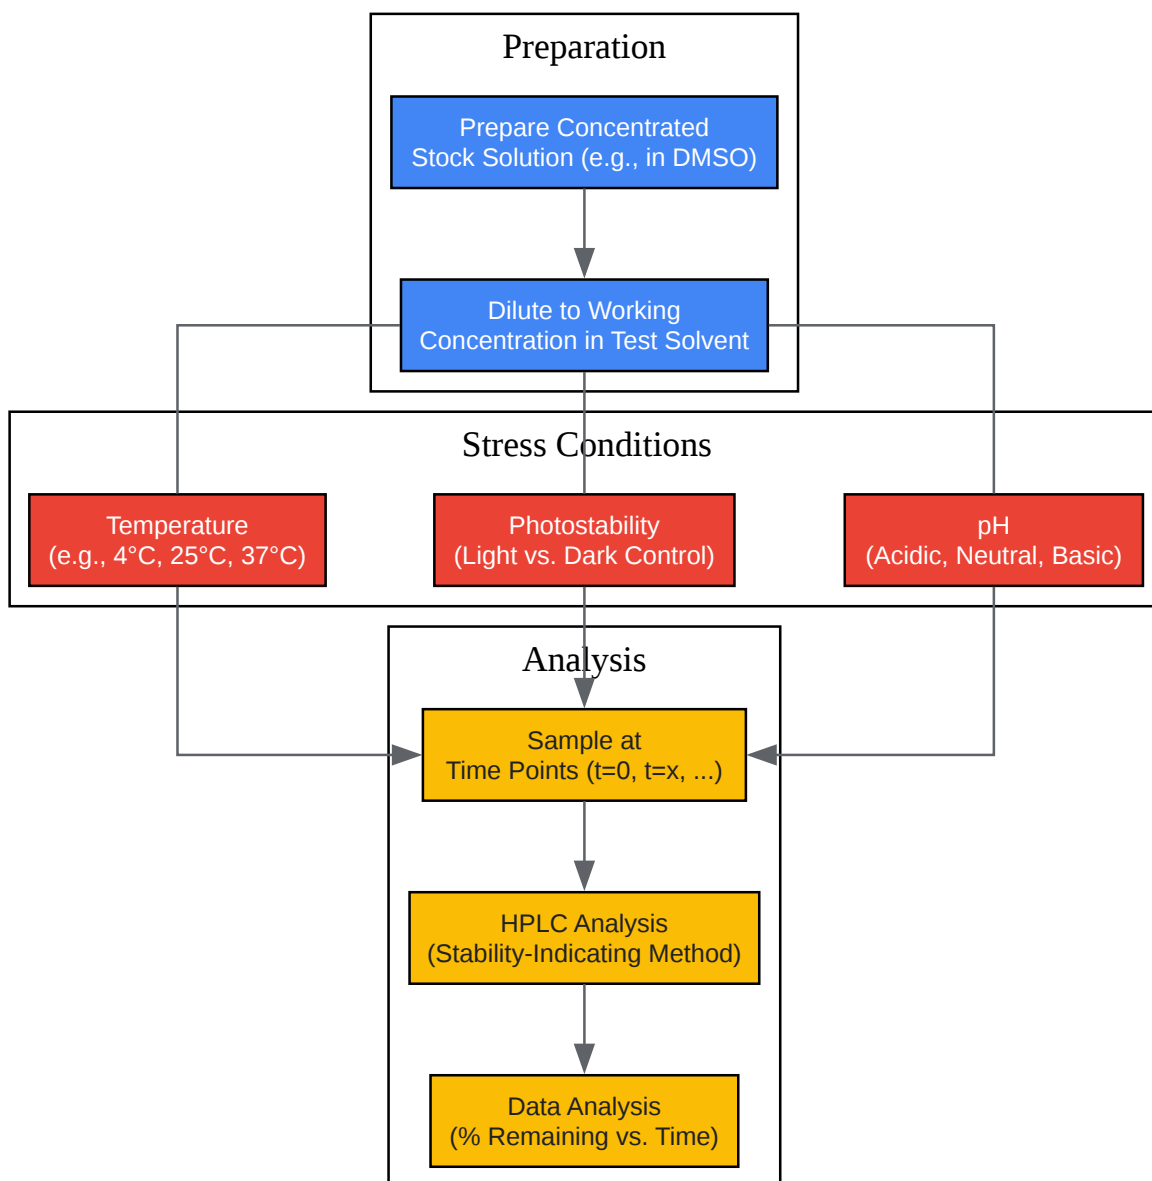 Preparation
Prepare Concentrated
Stock Solution (e.g., in DMSO)
Dilute to Working
Concentration in Test Solvent
Stress Conditions
Temperature
(e.g., 4°C, 25°C, 37°C)
Photostability
(Light vs. Dark Control)
pH
(Acidic, Neutral, Basic)
Analysis
Sample at
Time Points (t=0, t=x, ...)
HPLC Analysis
(Stability-Indicating Method)
Data Analysis
(% Remaining vs. Time)